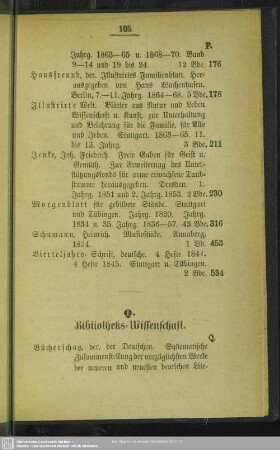 105
P.
Jahrg. 1863—65 u. 1868—70. Band
9—14 und 19 bis 24. 12 Bde. 176
Hausfreund, der. Illustrirtes Familienblatt. Her-
ausgegeben von Hans Wachenhusen.
Berlin, 7.—11. Jahrg. 1864—68. 5 Bde. 178
Illustrirte Welt. Blätter aus Natur und Leben
Wissenschaft u. Kunst, zur Unterhaltung
und Belehrung für die Familie, für Alle
und Jeden. Stuttgart, 1863—65. 11.
bis 13. Jahrg. 3 Bde. 211
Jencke, Joh. Friedrich. Freie Gaben für Geist u.
Gemüth. Zur Erweiterung des Unter-
stützungsfonds für arme erwachsene Taub-
stumme herausgegeben. Dresden. 1.
Jahrg. 1851 und 2. Jahrg. 1853. 2 Bde. 230
Morgenblatt für gebildete Stände. Stuttgart
und Tübingen. Jahrg. 1820. Jahrg.
1834 u. 35. Jahrg. 1836—57. 43 Bde. 316
Schumann, Heinrich. Annaberg,
1854. 1 Bd. 453
Vierteljahrs-Schrift, deutsche. 4 Hefte 1844.
4 Hefte 1845. Stuttgart u. Tübingen.
2 Bde. 534
Q.
Bibliotheks-Wissenschaft.
Q.
Bücherschau, der, der Deutschen. Systematische
Zusammenstellung der vorzüglichsten Werke
der neueren und neuesten deutschen Lite-